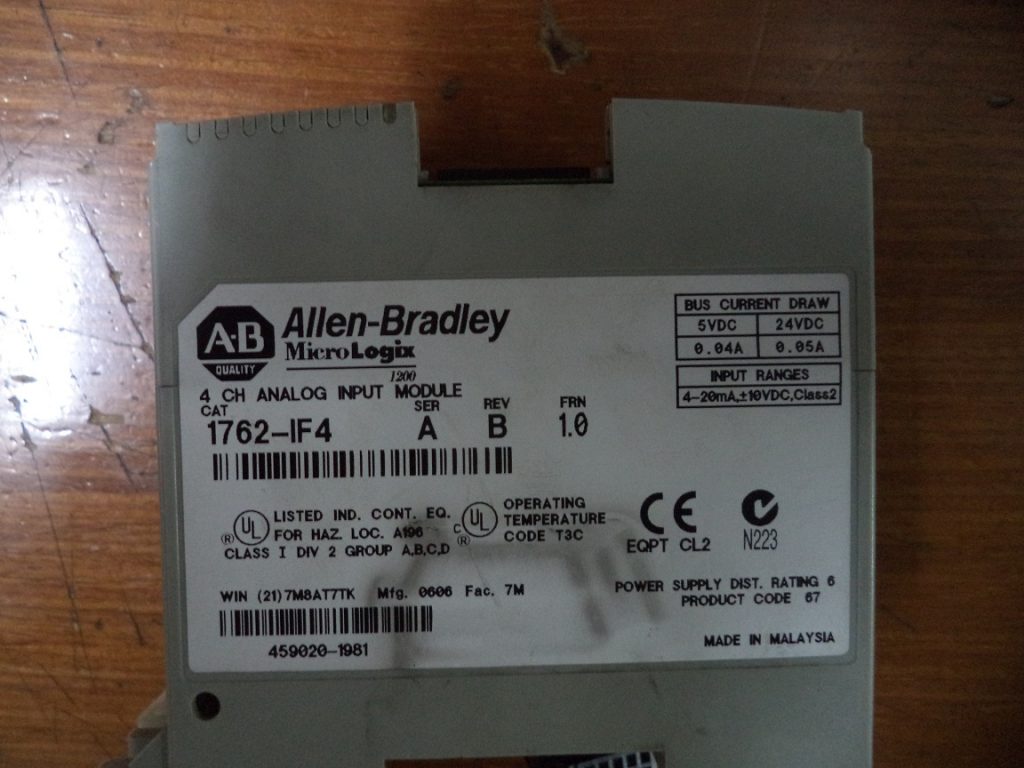 A·B
QUALITY
Allen-Bradley
MicroLogix
1200
4 CH ANALOG INPUT MODULE
CAT SER REV FRN
1762-IF4 A B 1.0
BUS CURRENT DRAW
5VDC 24VDC
0.04A 0.05A
INPUT RANGES
4-20mA,±10VDC,Class2
UL ® LISTED IND. CONT. EQ.
FOR HAZ. LOC. A196
CLASS I DIV 2 GROUP A,B,C,D
C UL ® OPERATING
TEMPERATURE
CODE T3C
CE
EQPT CL2
N223
WIN (21)7M8AT7TK Mfg. 0606 Fac. 7M
459020-1981
POWER SUPPLY DIST. RATING 6
PRODUCT CODE 67
MADE IN MALAYSIA